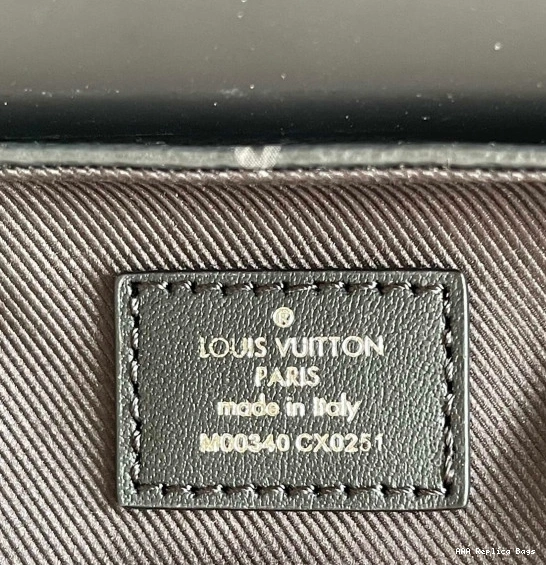 ®
LOUIS VUITTON
PARIS
made in Italy
M00340 CX0251
AAA Replica Bags